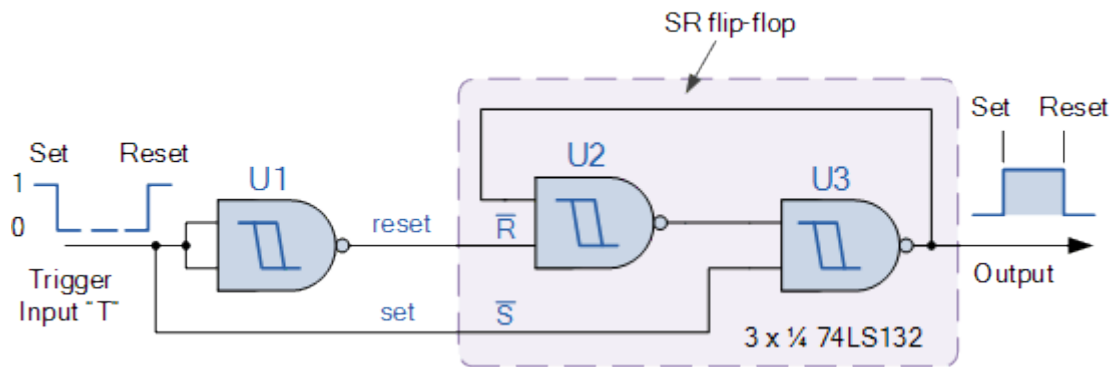 SR flip-flop
Set Reset
Set Reset
1
0
U1
U2
U3
reset
R̅
set
S̅
Trigger
Input "T"
Output
3 x ¼ 74LS132